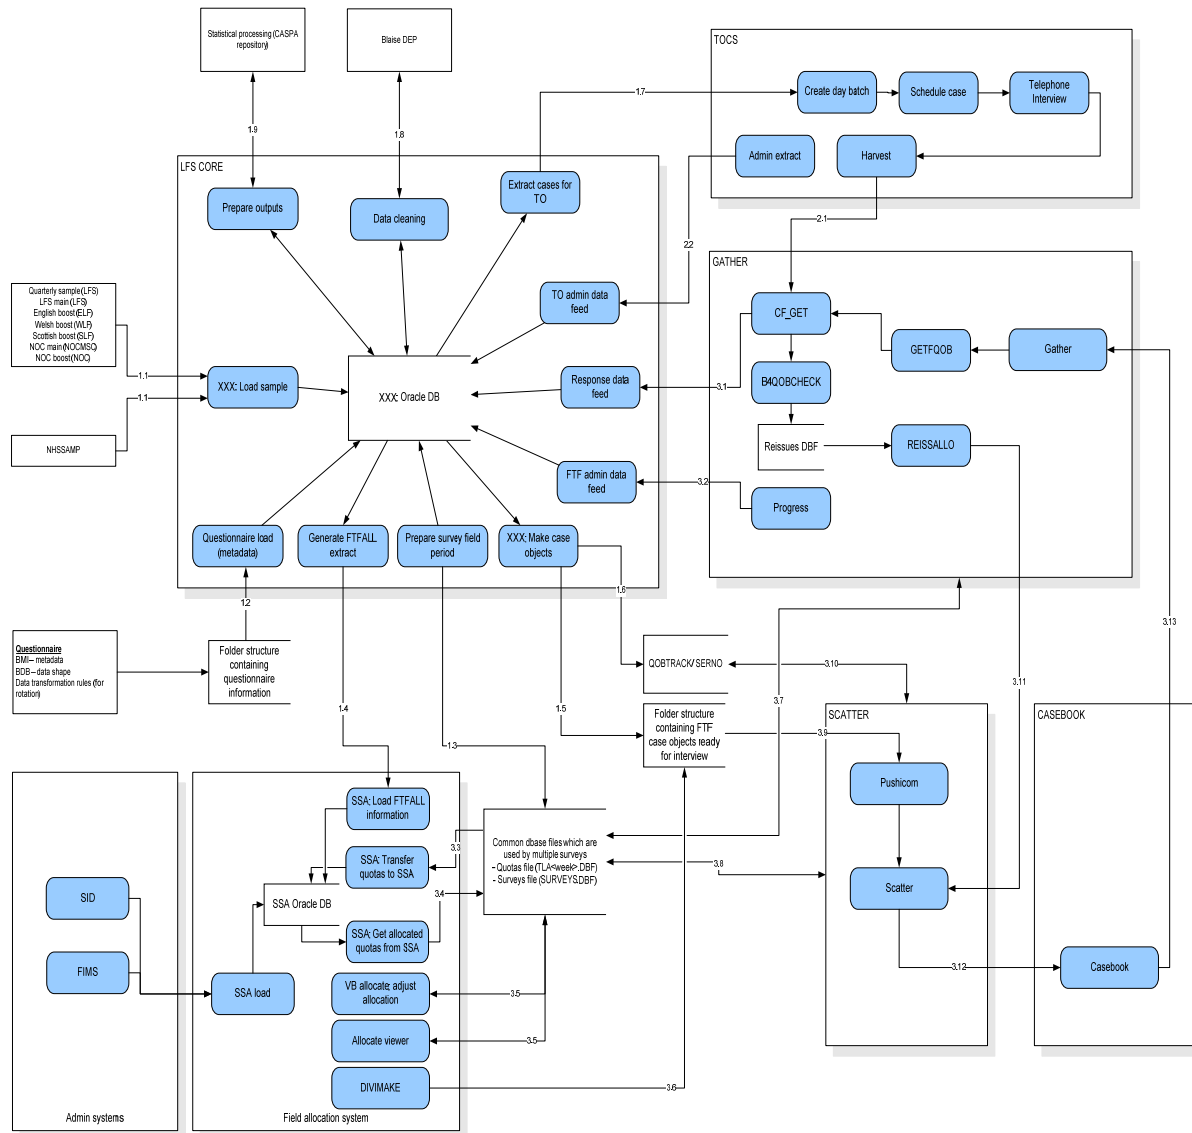 Statistical processing (CASPA
repository)
Blaise DEP
TOCS
Create day batch
Schedule case
Telephone
Interview
Admin extract
Harvest
1.7
1.9
1.8
2.1
2.2
LFS CORE
Prepare outputs
Data cleaning
Extract cases for
TO
TO admin data
feed
Response data
feed
FTF admin data
feed
XXX: Load sample
XXX: Oracle DB
Questionnaire load
(metadata)
Generate FTFALL
extract
Prepare survey field
period
XXX: Make case
objects
Quarterly sample (LFS)
LFS main (LFS)
English boost (ELF)
Welsh boost (WLF)
Scottish boost (SLF)
NOC main (NOCMSC)
NOC boost (NOC)
1.1
1.1
NHSSAMP
GATHER
CF_GET
GETFQOB
Gather
B4QOBCHECK
Reissues DBF
REISSALLO
Progress
3.1
3.2
1.2
1.6
3.13
Questionnaire
BMI – metadata
BDB – data shape
Data transformation rules (for
rotation)
Folder structure
containing
questionnaire
information
QOBTRACK/SERNO
3.10
3.11
3.7
1.4
1.5
1.3
Folder structure
containing FTF
case objects ready
for interview
3.9
SCATTER
Pushicom
Scatter
CASEBOOK
Casebook
3.12
SID
FIMS
Admin systems
SSA: Load FTFALL
information
SSA: Transfer
quotas to SSA
SSA Oracle DB
SSA: Get allocated
quotas from SSA
SSA load
VB allocate: adjust
allocation
Allocate viewer
DIVIMAKE
Field allocation system
3.3
3.4
Common dbase files which are
used by multiple surveys
- Quotas file (TLA<week>.DBF)
- Surveys file (SURVEYS.DBF)
3.8
3.5
3.5
3.6